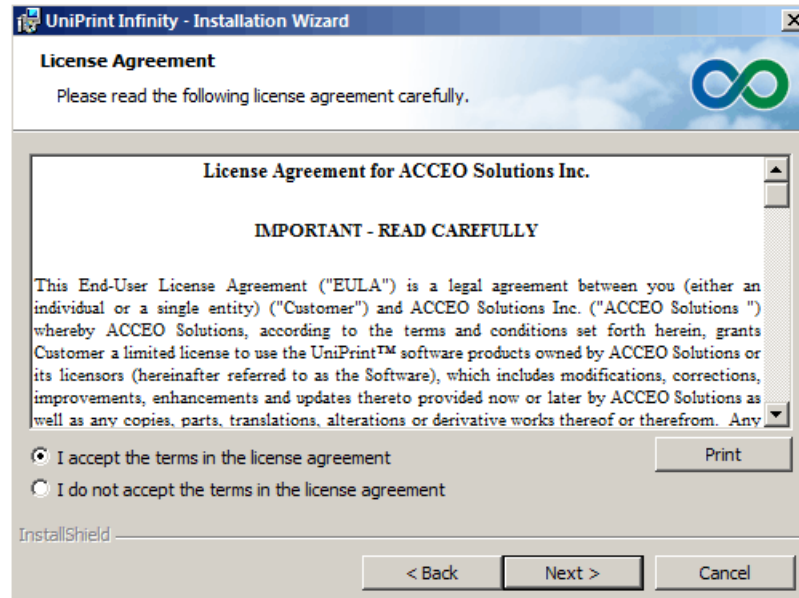 UniPrint Infinity - Installation Wizard
License Agreement
Please read the following license agreement carefully.
License Agreement for ACCEO Solutions Inc.
IMPORTANT - READ CAREFULLY
This End-User License Agreement ("EULA") is a legal agreement between you (either an
individual or a single entity) ("Customer") and ACCEO Solutions Inc. ("ACCEO Solutions ")
whereby ACCEO Solutions, according to the terms and conditions set forth herein, grants
Customer a limited license to use the UniPrint™ software products owned by ACCEO Solutions or
its licensors (hereinafter referred to as the Software), which includes modifications, corrections,
improvements, enhancements and updates thereto provided now or later by ACCEO Solutions as
well as any copies, parts, translations, alterations or derivative works thereof or therefrom. Any
I accept the terms in the license agreement
Print
I do not accept the terms in the license agreement
InstallShield
< Back
Next >
Cancel